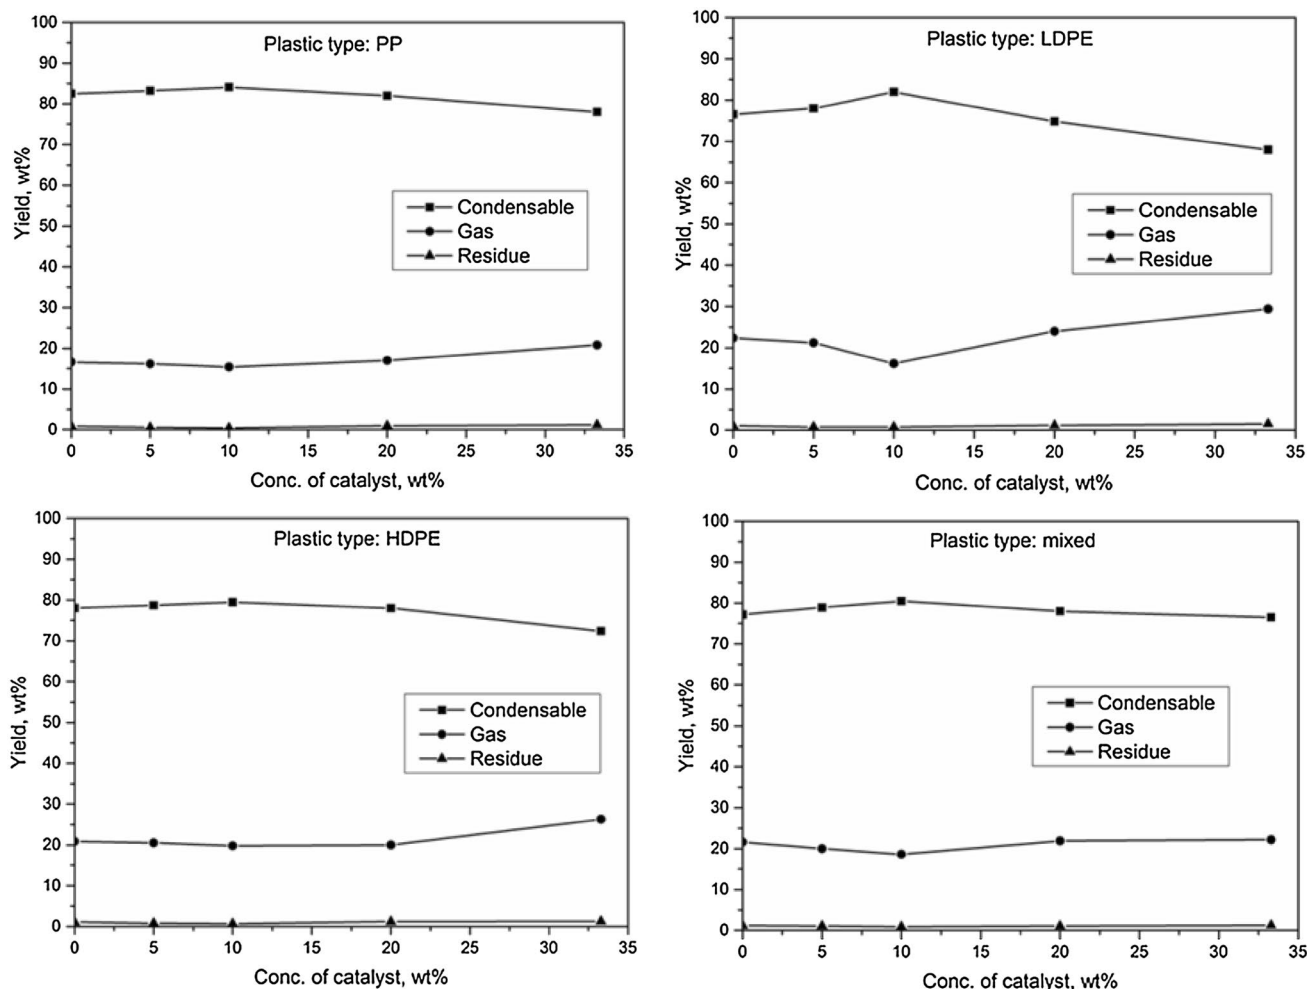 Plastic type: PP
100
90
80
70
60
50
40
30
20
10
0
Yield, wt%
Condensable
Gas
Residue
0 5 10 15 20 25 30 35
Conc. of catalyst, wt%
Plastic type: LDPE
100
90
80
70
60
50
40
30
20
10
0
Yield, wt%
Condensable
Gas
Residue
0 5 10 15 20 25 30 35
Conc. of catalyst, wt%
Plastic type: HDPE
100
90
80
70
60
50
40
30
20
10
0
Yield, wt%
Condensable
Gas
Residue
0 5 10 15 20 25 30 35
Conc. of catalyst, wt%
Plastic type: mixed
100
90
80
70
60
50
40
30
20
10
0
Yield, wt%
Condensable
Gas
Residue
0 5 10 15 20 25 30 35
Conc. of catalyst, wt%